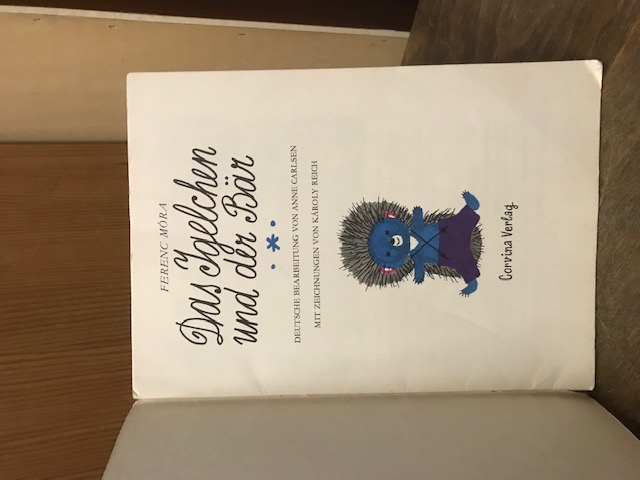 FERENC MÓRA
Das Igelchen
und der Bär
DEUTSCHE BEARBEITUNG VON ANNE CARLSEN
MIT ZEICHNUNGEN VON KÁROLY REICH
Corvina Verlag